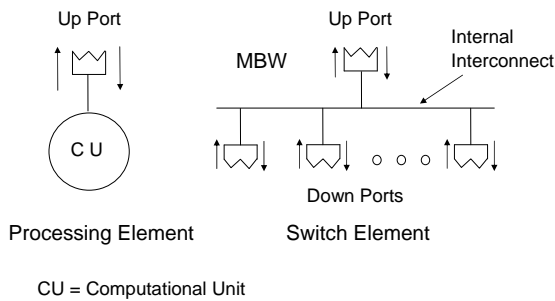 Up Port
Up Port
Internal
Interconnect
MBW
C U
Down Ports
Processing Element
Switch Element
CU = Computational Unit